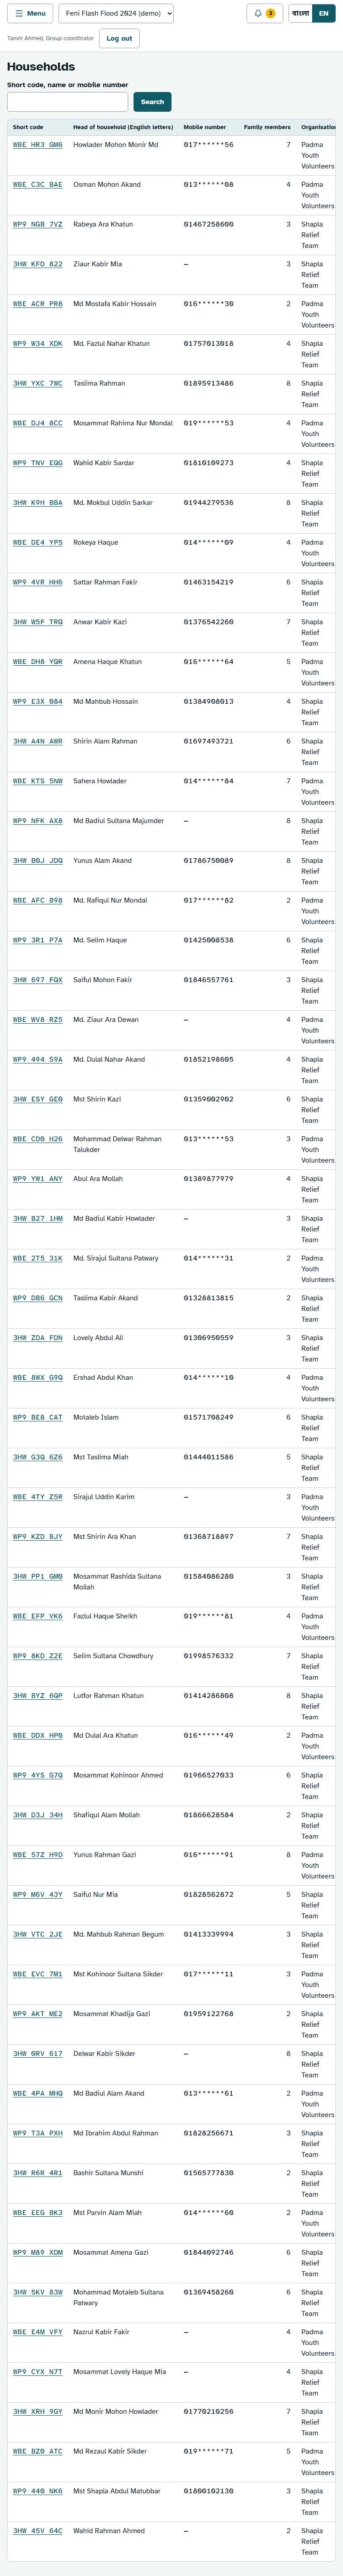 Menu
Feni Flash Flood 2024 (demo)
3
বাংলা
EN
Tanvir Ahmed, Group coordinator
Log out
Households
Short code, name or mobile number
Search
Short code Head of household (English letters) Mobile number Family members Organisation
WBE HR3 GM6 Howlader Mohon Monir Md 017******56 7 Padma Youth Volunteers
WBE C3C BAE Osman Mohon Akand 013******08 4 Padma Youth Volunteers
WP9 NGB 7VZ Rabeya Ara Khatun 01467258600 3 Shapla Relief Team
3HW KFD 822 Ziaur Kabir Mia — 3 Shapla Relief Team
WBE ACR PR8 Md Mostafa Kabir Hossain 016******30 2 Padma Youth Volunteers
WP9 W34 XDK Md. Fazlul Nahar Khatun 01757013018 4 Shapla Relief Team
3HW YXC 7WC Taslima Rahman 01895913486 8 Shapla Relief Team
WBE DJ4 8CC Mosammat Rahima Nur Mondal 019******53 4 Padma Youth Volunteers
WP9 TNV EQG Wahid Kabir Sardar 01810109273 4 Shapla Relief Team
3HW K9H BBA Md. Mokbul Uddin Sarkar 01944279536 8 Shapla Relief Team
WBE DE4 YP5 Rokeya Haque 014******09 4 Padma Youth Volunteers
WP9 4VR HH6 Sattar Rahman Fakir 01463154219 6 Shapla Relief Team
3HW W5F TRQ Anwar Kabir Kazi 01376542260 7 Shapla Relief Team
WBE DH8 YQR Amena Haque Khatun 016******64 5 Padma Youth Volunteers
WP9 E3X 084 Md Mahbub Hossain 01384908013 4 Shapla Relief Team
3HW A4N AWR Shirin Alam Rahman 01697493721 6 Shapla Relief Team
WBE KTS 5NW Sahera Howlader 014******84 7 Padma Youth Volunteers
WP9 NFK AX8 Md Badiul Sultana Majumder — 8 Shapla Relief Team
3HW B0J JDQ Yunus Alam Akand 01786750089 8 Shapla Relief Team
WBE AFC B98 Md. Rafiqul Nur Mondal 017******82 2 Padma Youth Volunteers
WP9 3R1 P7A Md. Selim Haque 01425008538 6 Shapla Relief Team
3HW 697 FQX Saiful Mohon Fakir 01846557761 3 Shapla Relief Team
WBE WV8 RZ5 Md. Ziaur Ara Dewan — 4 Padma Youth Volunteers
WP9 494 S9A Md. Dulal Nahar Akand 01852198605 4 Shapla Relief Team
3HW ESY GE0 Mst Shirin Kazi 01359002902 6 Shapla Relief Team
WBE CD0 H26 Mohammad Delwar Rahman Talukder 013******53 3 Padma Youth Volunteers
WP9 YW1 ANY Abul Ara Mollah 01389877979 4 Shapla Relief Team
3HW B27 1HM Md Badiul Kabir Howlader — 3 Shapla Relief Team
WBE 2T5 31K Md. Sirajul Sultana Patwary 014******31 2 Padma Youth Volunteers
WP9 DB6 GCN Taslima Kabir Akand 01328813815 2 Shapla Relief Team
3HW ZDA FDN Lovely Abdul Ali 01306950559 3 Shapla Relief Team
WBE 8WX G9Q Ershad Abdul Khan 014******10 4 Padma Youth Volunteers
WP9 BE8 CAT Motaleb Islam 01571708249 6 Shapla Relief Team
3HW G3Q 6Z6 Mst Taslima Miah 01444011586 5 Shapla Relief Team
WBE 4TY Z5R Sirajul Uddin Karim — 3 Padma Youth Volunteers
WP9 KZD BJY Mst Shirin Ara Khan 01368718897 7 Shapla Relief Team
3HW PP1 GM0 Mosammat Rashida Sultana Mollah 01584086280 3 Shapla Relief Team
WBE EFP VK6 Fazlul Haque Sheikh 019******81 4 Padma Youth Volunteers
WP9 8KD Z2E Selim Sultana Chowdhury 01998576332 7 Shapla Relief Team
3HW BYZ 6QP Lutfor Rahman Khatun 01414286808 8 Shapla Relief Team
WBE DDX HP0 Md Dulal Ara Khatun 016******49 2 Padma Youth Volunteers
WP9 4YS G7Q Mosammat Kohinoor Ahmed 01966527033 6 Shapla Relief Team
3HW D3J 34H Shafiqul Alam Mollah 01866628584 2 Shapla Relief Team
WBE 57Z H9D Yunus Rahman Gazi 016******91 8 Padma Youth Volunteers
WP9 M6V 43Y Saiful Nur Mia 01828562872 5 Shapla Relief Team
3HW VTC 2JE Md. Mahbub Rahman Begum 01413339994 3 Shapla Relief Team
WBE EVC 7M1 Mst Kohinoor Sultana Sikder 017******11 3 Padma Youth Volunteers
WP9 AKT ME2 Mosammat Khadija Gazi 01959122768 2 Shapla Relief Team
3HW 0RV 617 Delwar Kabir Sikder — 8 Shapla Relief Team
WBE 4PA MHQ Md Badiul Alam Akand 013******61 2 Padma Youth Volunteers
WP9 T3A PXH Md Ibrahim Abdul Rahman 01828256671 3 Shapla Relief Team
3HW R6R 4R1 Bashir Sultana Munshi 01565777830 2 Shapla Relief Team
WBE EEG BK3 Mst Parvin Alam Miah 014******60 2 Padma Youth Volunteers
WP9 M89 XDM Mosammat Amena Gazi 01844092746 6 Shapla Relief Team
3HW 5KV 83W Mohammad Motaleb Sultana Patwary 01369458260 6 Shapla Relief Team
WBE E4M VFY Nazrul Kabir Fakir — 4 Padma Youth Volunteers
WP9 CYX N7T Mosammat Lovely Haque Mia — 4 Shapla Relief Team
3HW XRH 9GY Md Monir Mohon Howlader 01770210256 7 Shapla Relief Team
WBE BZ0 ATC Md Rezaul Kabir Sikder 019******71 5 Padma Youth Volunteers
WP9 440 NK6 Mst Shapla Abdul Matubbar 01800102130 3 Shapla Relief Team
3HW 45V 64C Wahid Rahman Ahmed — 2 Shapla Relief Team